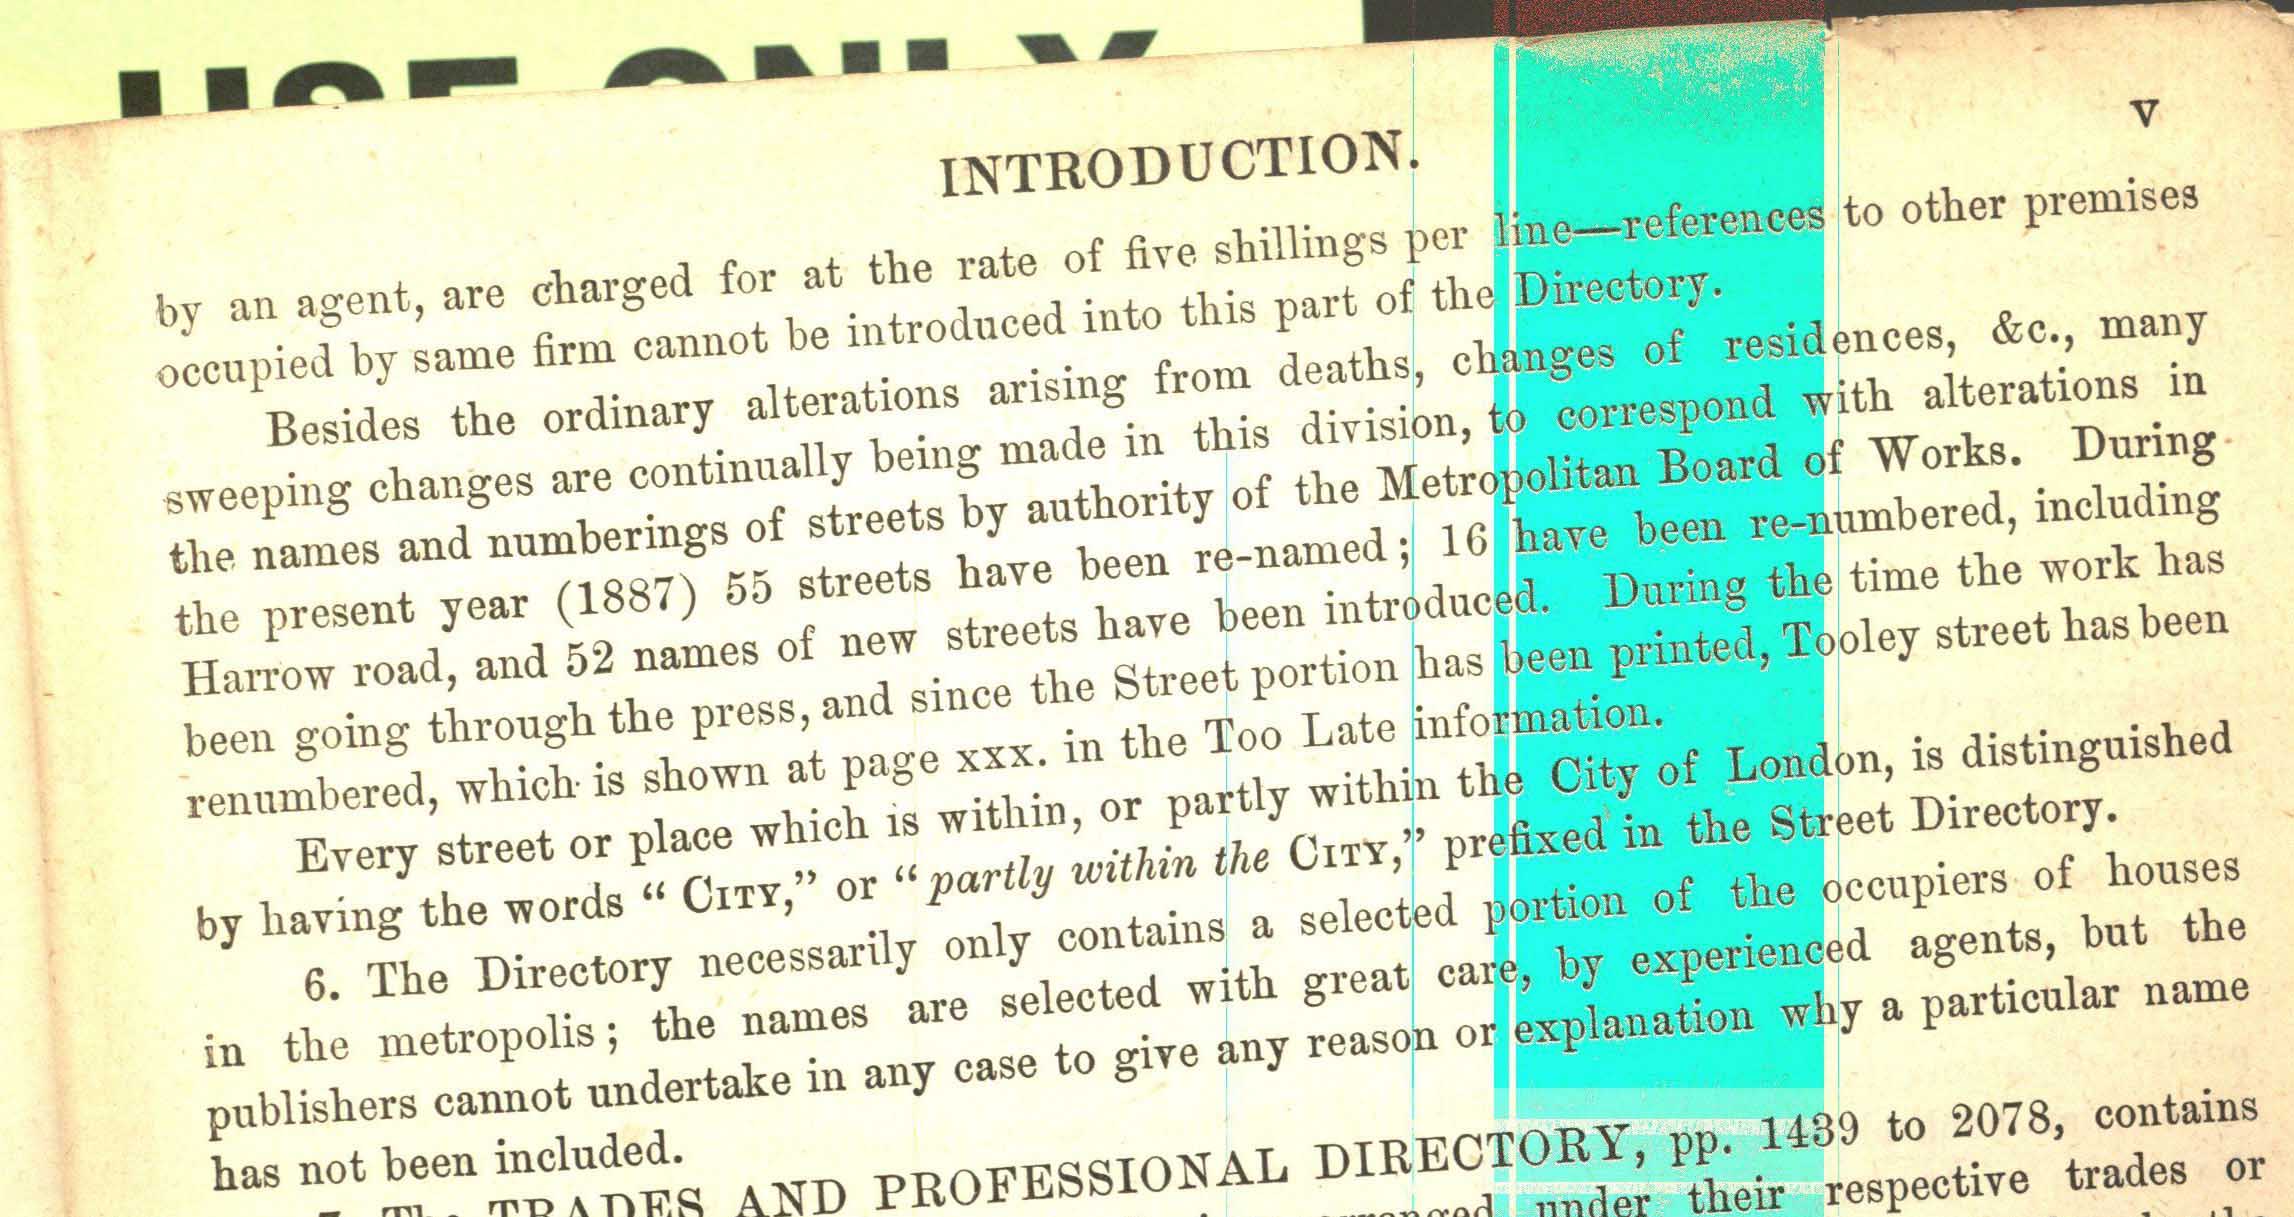 USE ONLY
v
INTRODUCTION.
by an agent, are charged for at the rate of five shillings per line—references to other premises
occupied by same firm cannot be introduced into this part of the Directory.
Besides the ordinary alterations arising from deaths, changes of residences, &c., many
sweeping changes are continually being made in this division, to correspond with alterations in
the names and numberings of streets by authority of the Metropolitan Board of Works. During
the present year (1887) 55 streets have been re-named; 16 have been re-numbered, including
Harrow road, and 52 names of new streets have been introduced. During the time the work has
been going through the press, and since the Street portion has been printed, Tooley street has been
renumbered, which is shown at page xxx. in the Too Late information.
Every street or place which is within, or partly within the City of London, is distinguished
by having the words “ CITY,” or “ partly within the CITY,” prefixed in the Street Directory.
6. The Directory necessarily only contains a selected portion of the occupiers of houses
in the metropolis; the names are selected with great care, by experienced agents, but the
publishers cannot undertake in any case to give any reason or explanation why a particular name
has not been included.
7. The TRADES AND PROFESSIONAL DIRECTORY, pp. 1439 to 2078, contains
arranged under their respective trades or